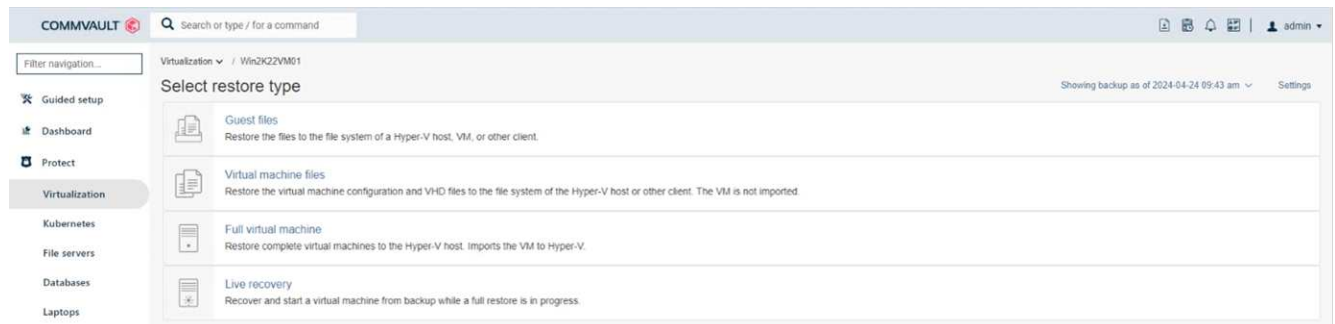 COMMVAULT
Search or type / for a command
admin
Filter navigation...
Guided setup
Dashboard
Protect
Virtualization
Kubernetes
File servers
Databases
Laptops
Virtualization / Win2K22VM01
Select restore type
Showing backup as of 2024-04-24 09:43 am
Settings
Guest files
Restore the files to the file system of a Hyper-V host, VM, or other client.
Virtual machine files
Restore the virtual machine configuration and VHD files to the file system of the Hyper-V host or other client. The VM is not imported.
Full virtual machine
Restore complete virtual machines to the Hyper-V host. Imports the VM to Hyper-V.
Live recovery
Recover and start a virtual machine from backup while a full restore is in progress.